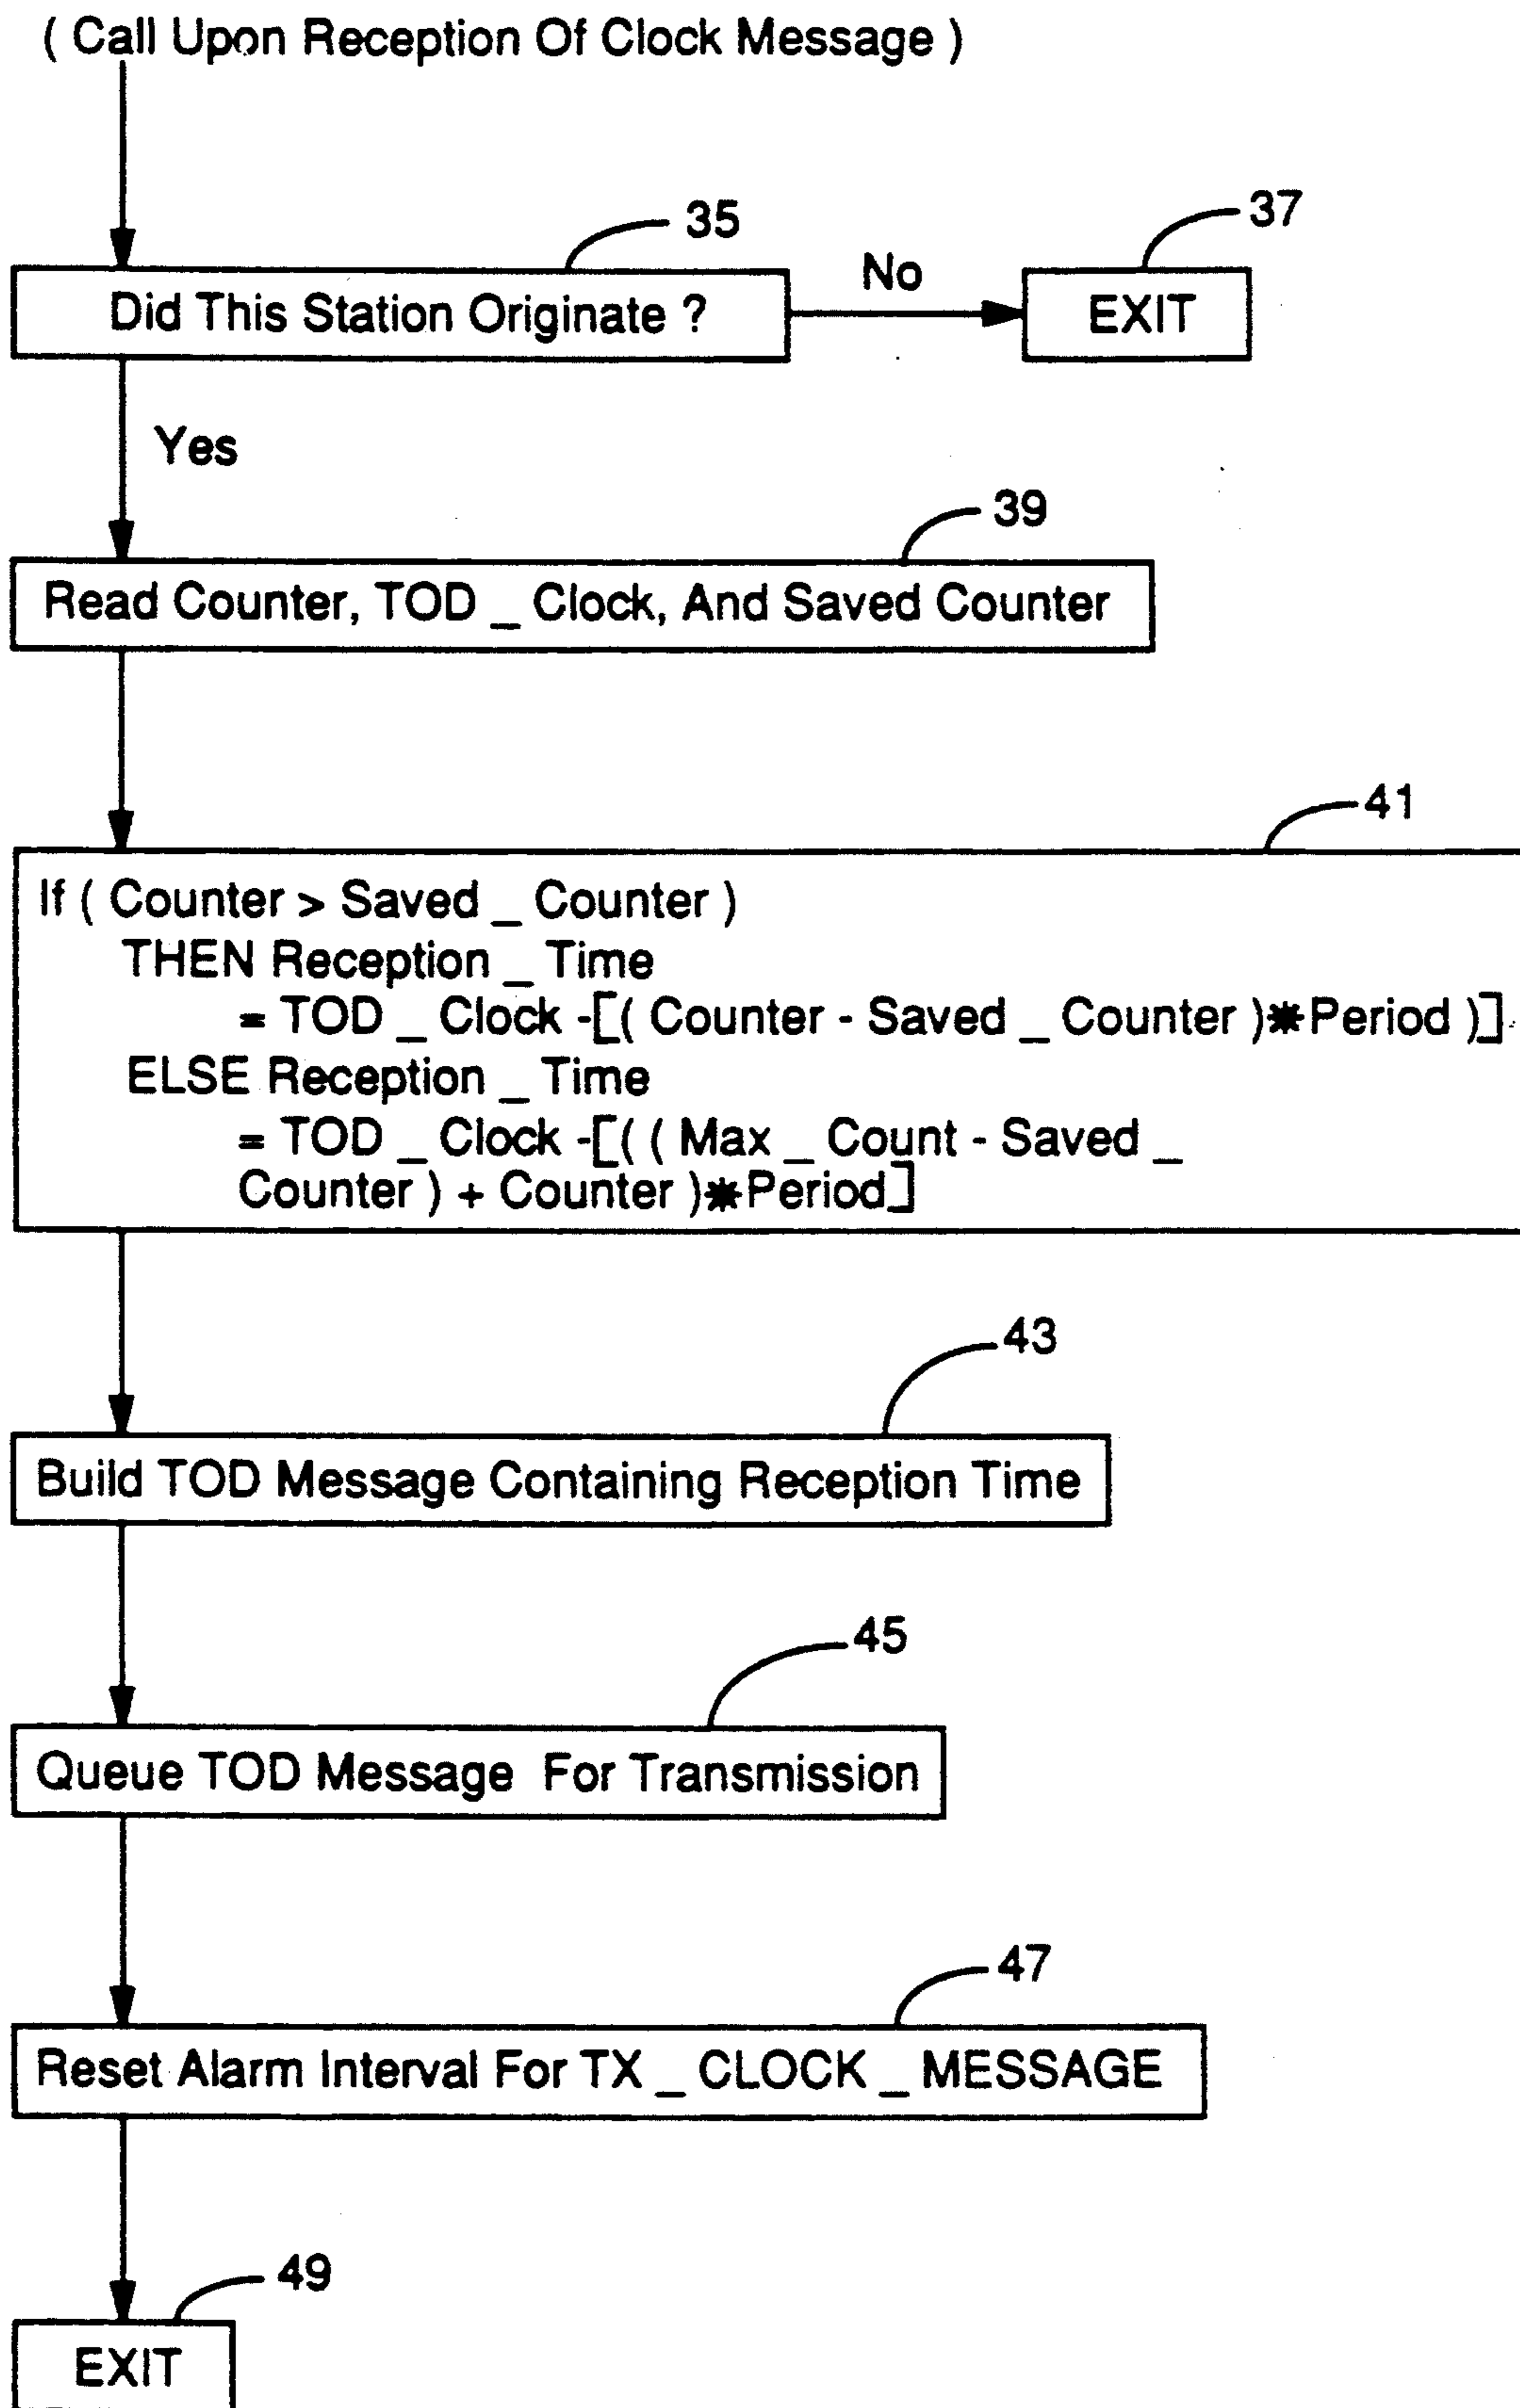 ( Call Upon Reception Of Clock Message )
35
37
Did This Station Originate ?
No
EXIT
Yes
39
Read Counter, TOD _ Clock, And Saved Counter
41
If ( Counter > Saved _ Counter )
THEN Reception _ Time
= TOD _ Clock -[( Counter - Saved _ Counter )*Period )]
ELSE Reception _ Time
= TOD _ Clock -[( ( Max _ Count - Saved _
Counter ) + Counter )*Period]
43
Build TOD Message Containing Reception Time
45
Queue TOD Message For Transmission
47
Reset Alarm Interval For TX _ CLOCK _ MESSAGE
49
EXIT